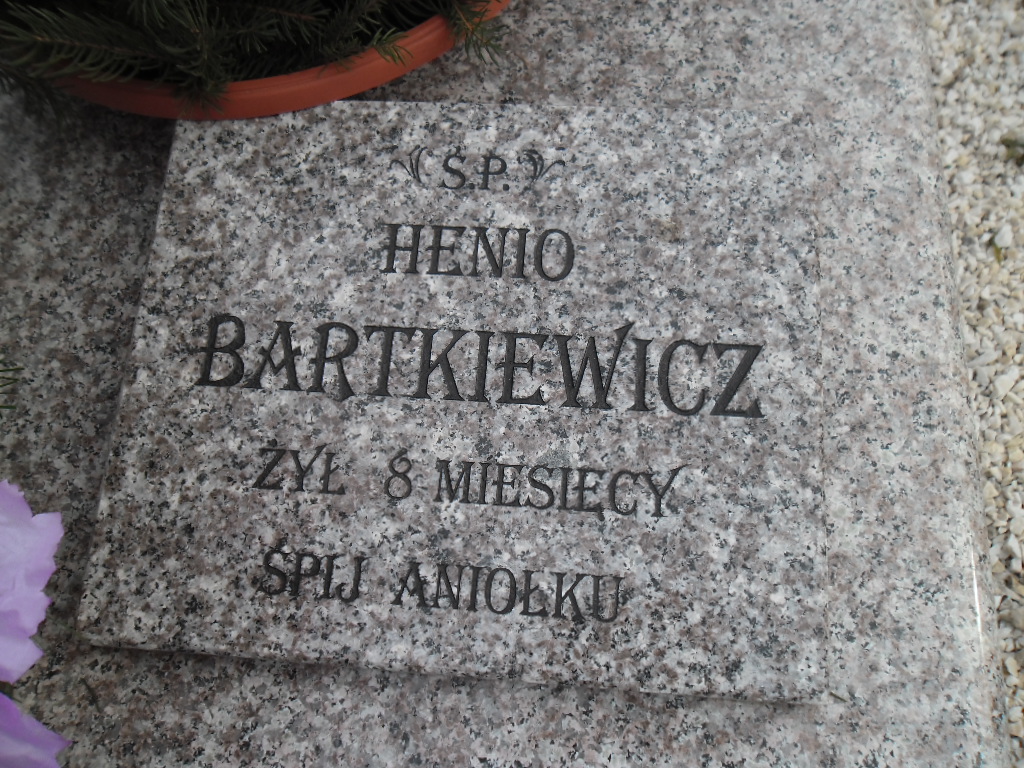 Ś.P.
HENIO
BARTKIEWICZ
ŻYŁ 8 MIESIĘCY
ŚPIJ ANIOŁKU